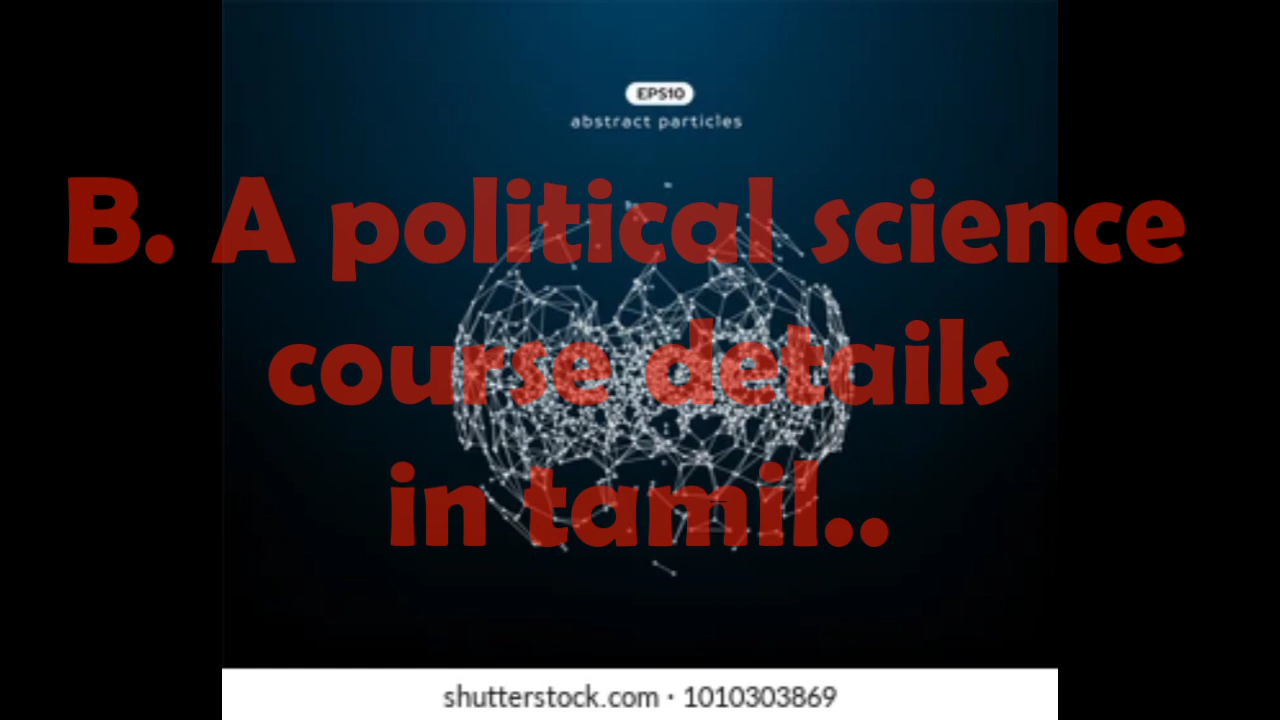 EPS10
abstract particles
B. A political science
course details
in tamil..
shutterstock.com · 1010303869